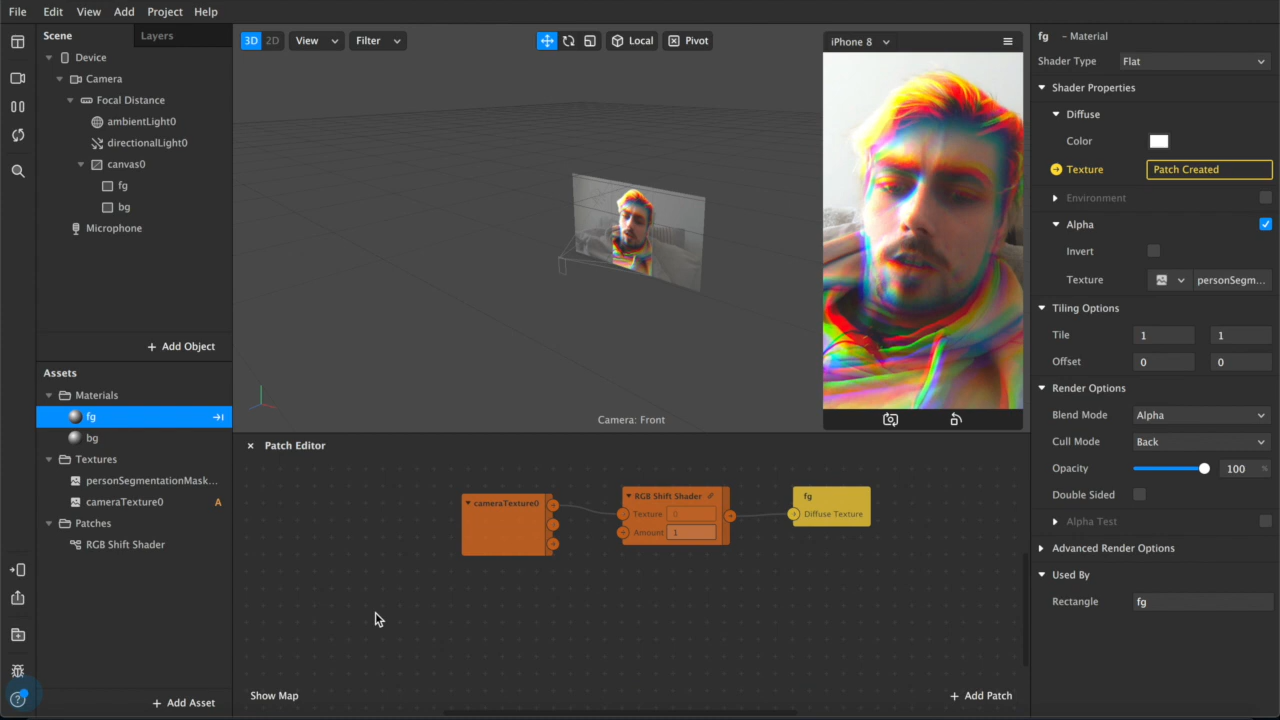 File Edit View Add Project Help
Scene Layers
Device
Camera
Focal Distance
ambientLight0
directionalLight0
canvas0
fg
bg
Microphone
+ Add Object
Assets
Materials
fg
bg
Textures
personSegmentationMask...
cameraTexture0 A
Patches
RGB Shift Shader
+ Add Asset
3D 2D View Filter Local Pivot
Camera: Front
iPhone 8
× Patch Editor
cameraTexture0
RGB Shift Shader
Texture 0
Amount 1
fg
Diffuse Texture
Show Map
+ Add Patch
fg - Material
Shader Type Flat
Shader Properties
Diffuse
Color
Texture Patch Created
Environment
Alpha
Invert
Texture personSegm...
Tiling Options
Tile 1 1
Offset 0 0
Render Options
Blend Mode Alpha
Cull Mode Back
Opacity 100 %
Double Sided
Alpha Test
Advanced Render Options
Used By
Rectangle fg